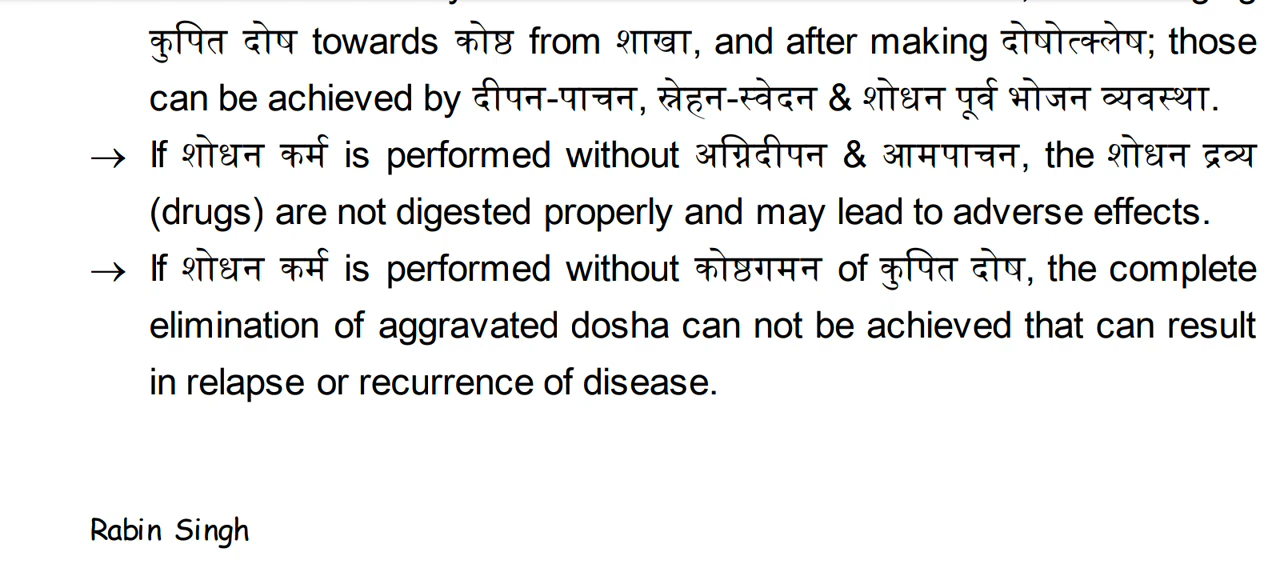 कुपित दोष towards कोष्ठ from शाखा, and after making दोषोत्क्लेष; those
can be achieved by दीपन-पाचन, स्नेहन-स्वेदन & शोधन पूर्व भोजन व्यवस्था.
→ If शोधन कर्म is performed without अग्निदीपन & आमपाचन, the शोधन द्रव्य
(drugs) are not digested properly and may lead to adverse effects.
→ If शोधन कर्म is performed without कोष्ठगमन of कुपित दोष, the complete
elimination of aggravated dosha can not be achieved that can result
in relapse or recurrence of disease.
Rabin Singh